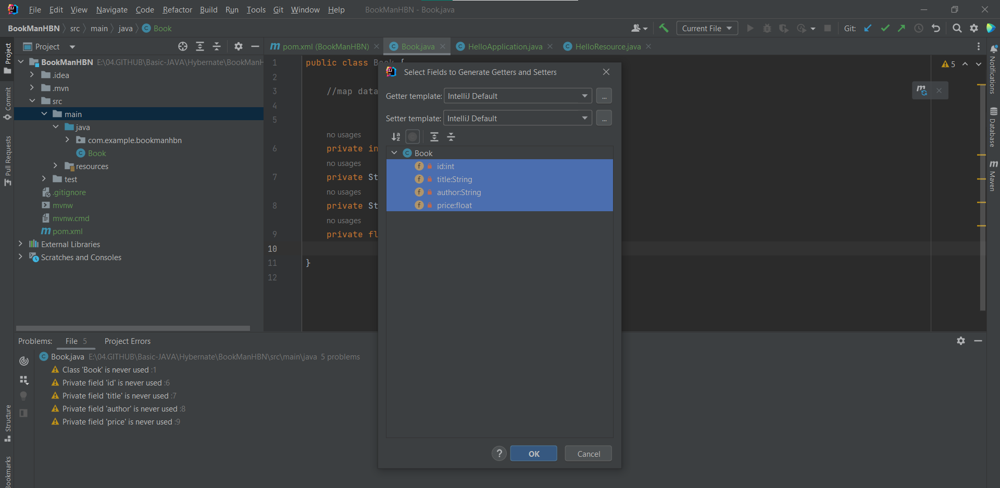 File Edit View Navigate Code Refactor Build Run Tools Git Window Help BookManHBN - Book.java
BookManHBN src main java Book
Current File Git:
Project
Commit
Pull Requests
Structure
Bookmarks
Project
BookManHBN E:\04.GITHUB\Basic-JAVA\Hybernate\BookManH
.idea
.mvn
src
main
java
com.example.bookmanhbn
Book
resources
test
.gitignore
mvnw
mvnw.cmd
pom.xml
External Libraries
Scratches and Consoles
pom.xml (BookManHBN) Book.java HelloApplication.java HelloResource.java
1 public class Book {
2
3 //map data
4
5
no usages
6 private in
no usages
7 private St
no usages
8 private St
no usages
9 private fl
10
11 }
12
5
Select Fields to Generate Getters and Setters
Getter template: IntelliJ Default ...
Setter template: IntelliJ Default ...
Book
id:int
title:String
author:String
price:float
? OK Cancel
Notifications
Database
Maven
Problems: File 5 Project Errors
Book.java E:\04.GITHUB\Basic-JAVA\Hybernate\BookManHBN\src\main\java 5 problems
Class 'Book' is never used :1
Private field 'id' is never used :6
Private field 'title' is never used :7
Private field 'author' is never used :8
Private field 'price' is never used :9